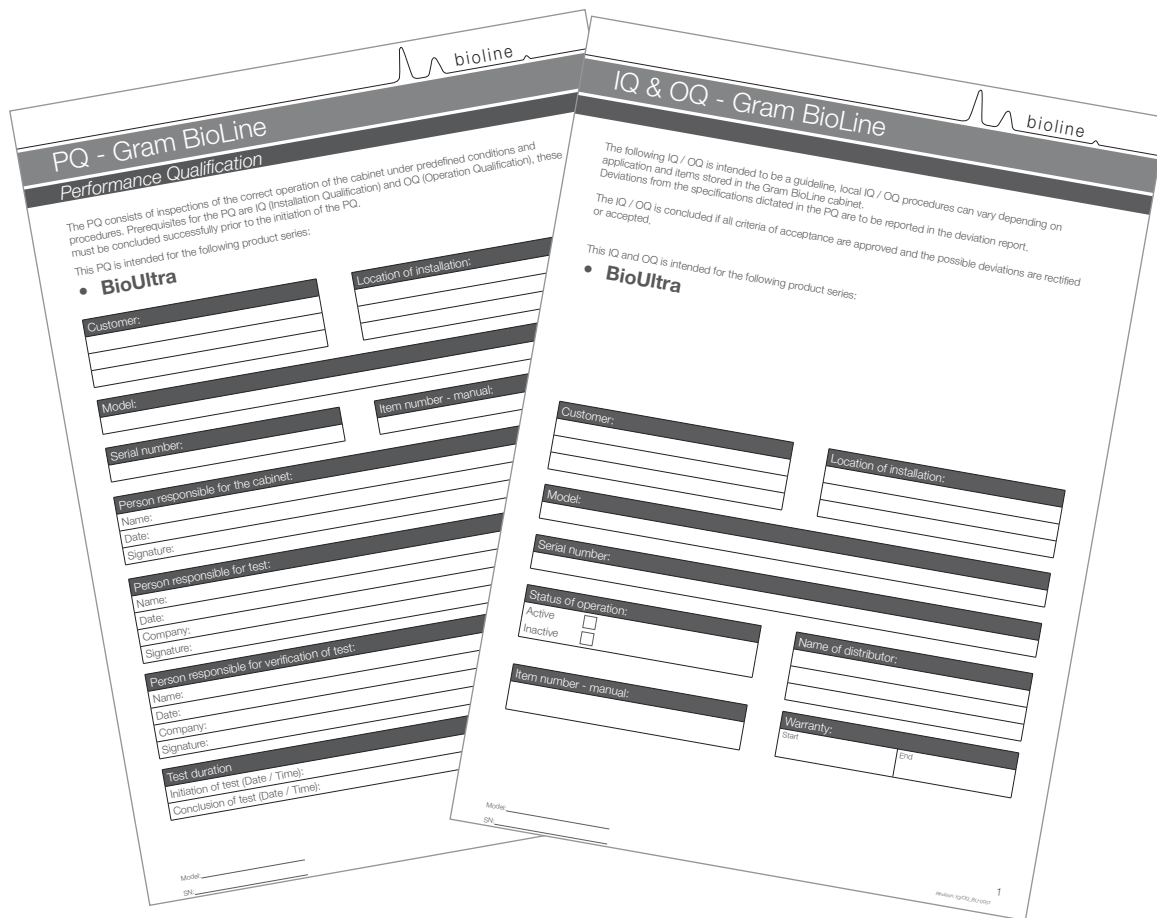 bioline
PQ - Gram BioLine
Performance Qualification
The PQ consists of inspections of the correct operation of the cabinet under predefined conditions and
procedures. Prerequisites for the PQ are IQ (Installation Qualification) and OQ (Operation Qualification), these
must be concluded successfully prior to the initiation of the PQ.
This PQ is intended for the following product series:
• BioUltra
Customer:
Location of installation:
Model:
Serial number:
Item number - manual:
Person responsible for the cabinet:
Name:
Date:
Signature:
Person responsible for test:
Name:
Date:
Company:
Signature:
Person responsible for verification of test:
Name:
Date:
Company:
Signature:
Test duration
Initiation of test (Date / Time):
Conclusion of test (Date / Time):
Model:
SN:
bioline
IQ & OQ - Gram BioLine
The following IQ / OQ is intended to be a guideline, local IQ / OQ procedures can vary depending on
application and items stored in the Gram BioLine cabinet.
Deviations from the specifications dictated in the PQ are to be reported in the deviation report.
The IQ / OQ is concluded if all criteria of acceptance are approved and the possible deviations are rectified
or accepted.
This IQ and OQ is intended for the following product series:
• BioUltra
Customer:
Location of installation:
Model:
Serial number:
Status of operation:
Active
Inactive
Name of distributor:
Item number - manual:
Warranty:
Start
End
Model:
SN:
1